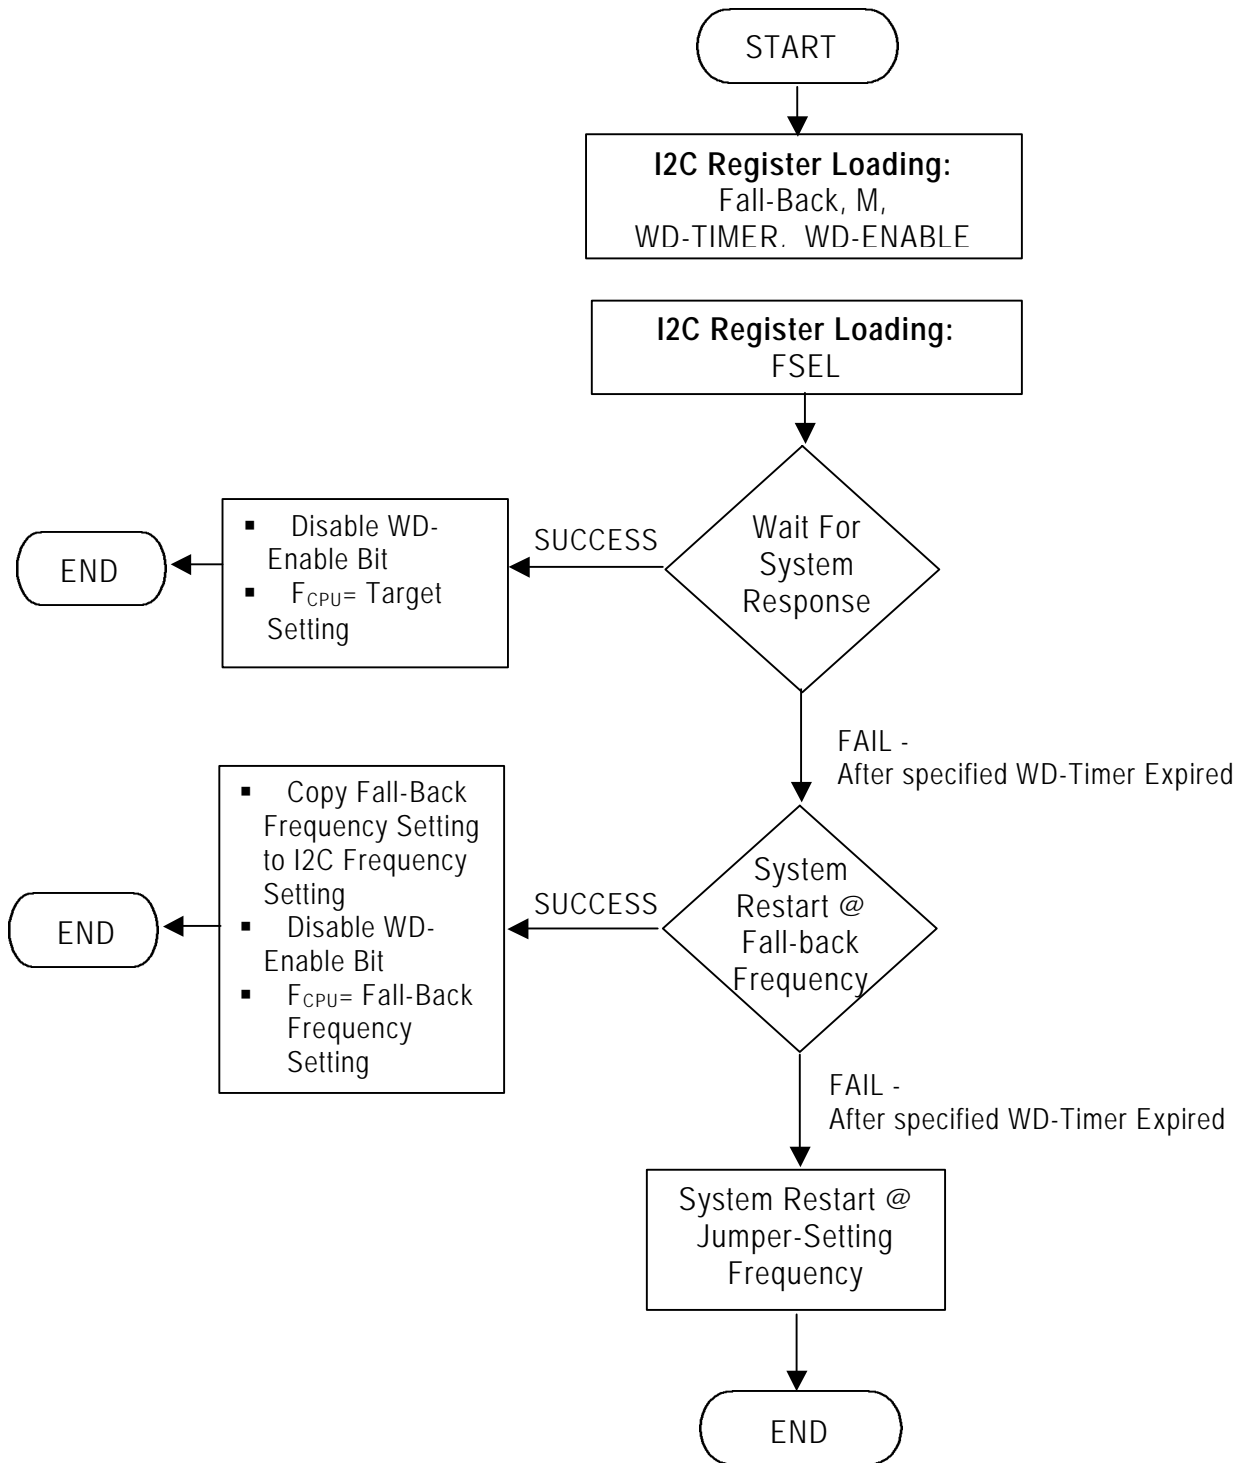 START
I2C Register Loading:
Fall-Back, M,
WD-TIMER, WD-ENABLE
I2C Register Loading:
FSEL
Wait For
System
Response
SUCCESS
▪ Disable WD-
Enable Bit
▪ FCPU= Target
Setting
END
FAIL -
After specified WD-Timer Expired
System
Restart @
Fall-back
Frequency
SUCCESS
▪ Copy Fall-Back
Frequency Setting
to I2C Frequency
Setting
▪ Disable WD-
Enable Bit
▪ FCPU= Fall-Back
Frequency
Setting
END
FAIL -
After specified WD-Timer Expired
System Restart @
Jumper-Setting
Frequency
END